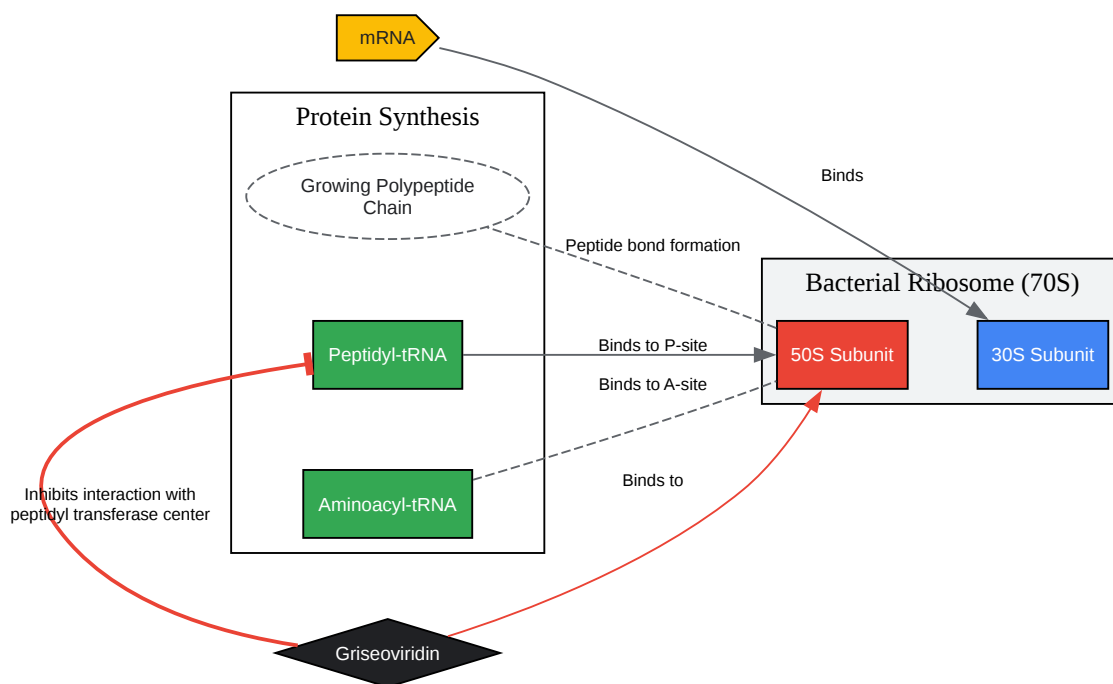 mRNA
Protein Synthesis
Growing Polypeptide
Chain
Binds
Peptide bond formation
Bacterial Ribosome (70S)
Peptidyl-tRNA
Binds to P-site
50S Subunit
30S Subunit
Binds to A-site
Aminoacyl-tRNA
Binds to
Inhibits interaction with
peptidyl transferase center
Griseoviridin